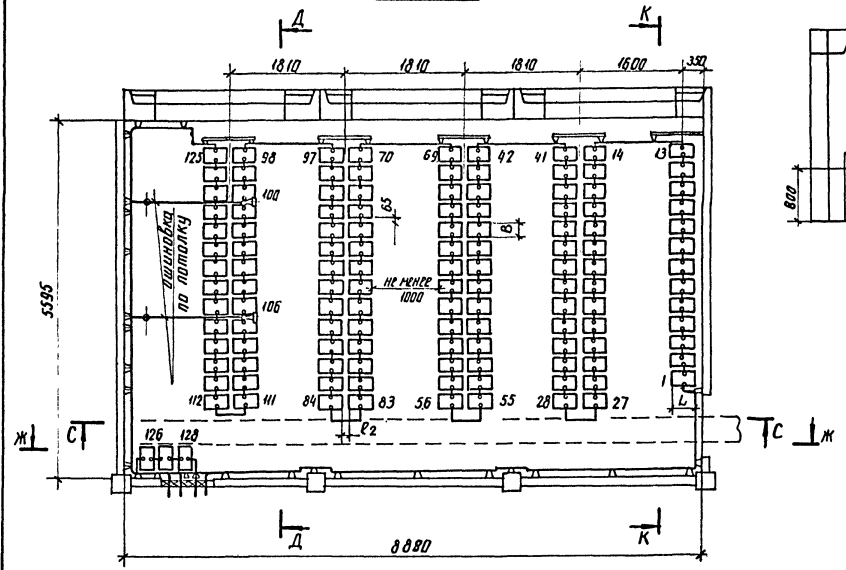 Д К
1810 1810 1810 1600 350
125 98 97 70 69 42 41 14 13
100
65
В
800
ошиновка
по потолку
не менее
1000
5595
106
1
112 111 84 83 56 55 28 27 L
Ж С С Ж
126 128
ℓ2
Д К
8880